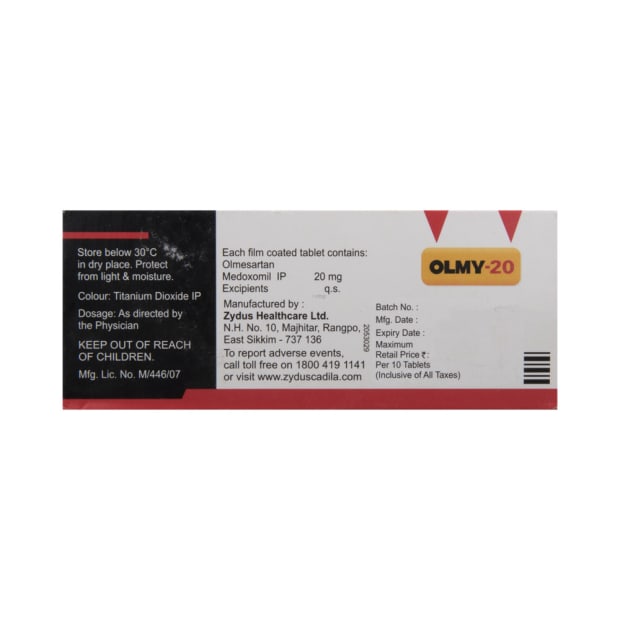 Store below 30°C
in dry place. Protect
from light & moisture.
Colour: Titanium Dioxide IP
Dosage: As directed by
the Physician
KEEP OUT OF REACH
OF CHILDREN.
Mfg. Lic. No. M/446/07
Each film coated tablet contains:
Olmesartan
Medoxomil IP 20 mg
Excipients q.s.
Manufactured by :
Zydus Healthcare Ltd.
N.H. No. 10, Majhitar, Rangpo,
East Sikkim - 737 136
To report adverse events,
call toll free on 1800 419 1141
or visit www.zyduscadila.com
2053029
OLMY-20
Batch No. :
Mfg. Date :
Expiry Date :
Maximum
Retail Price ₹:
Per 10 Tablets
(Inclusive of All Taxes)